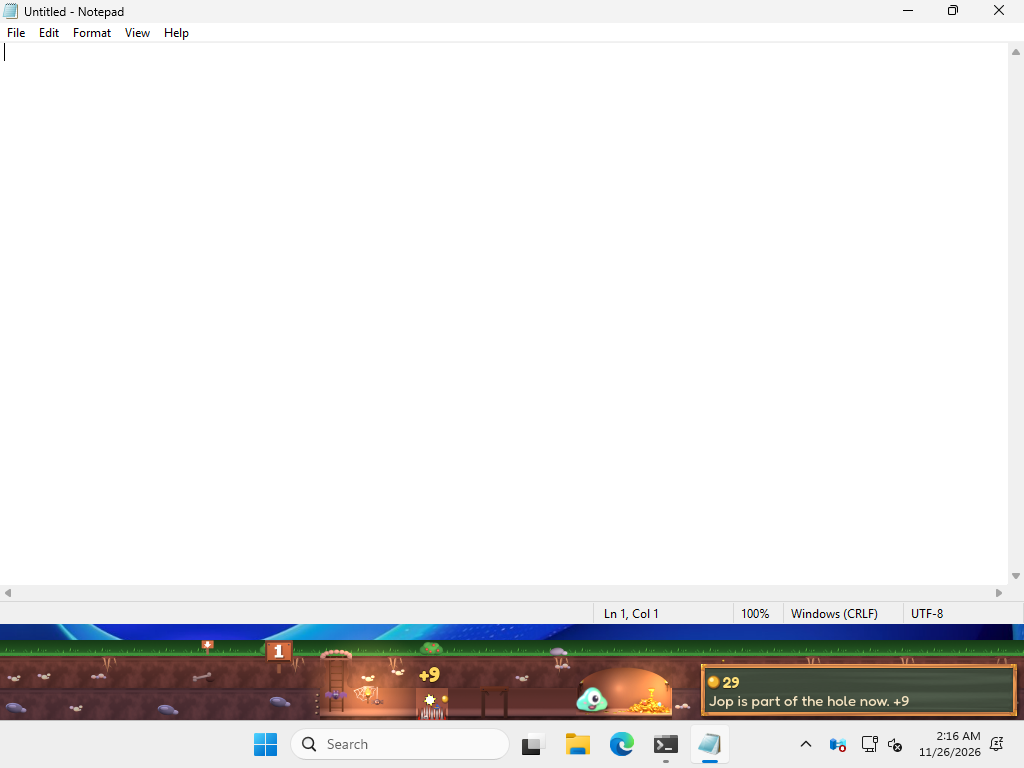 Untitled - Notepad
File Edit Format View Help
Ln 1, Col 1 100% Windows (CRLF) UTF-8
1
+9
29
Jop is part of the hole now. +9
Search
2:16 AM
11/26/2026